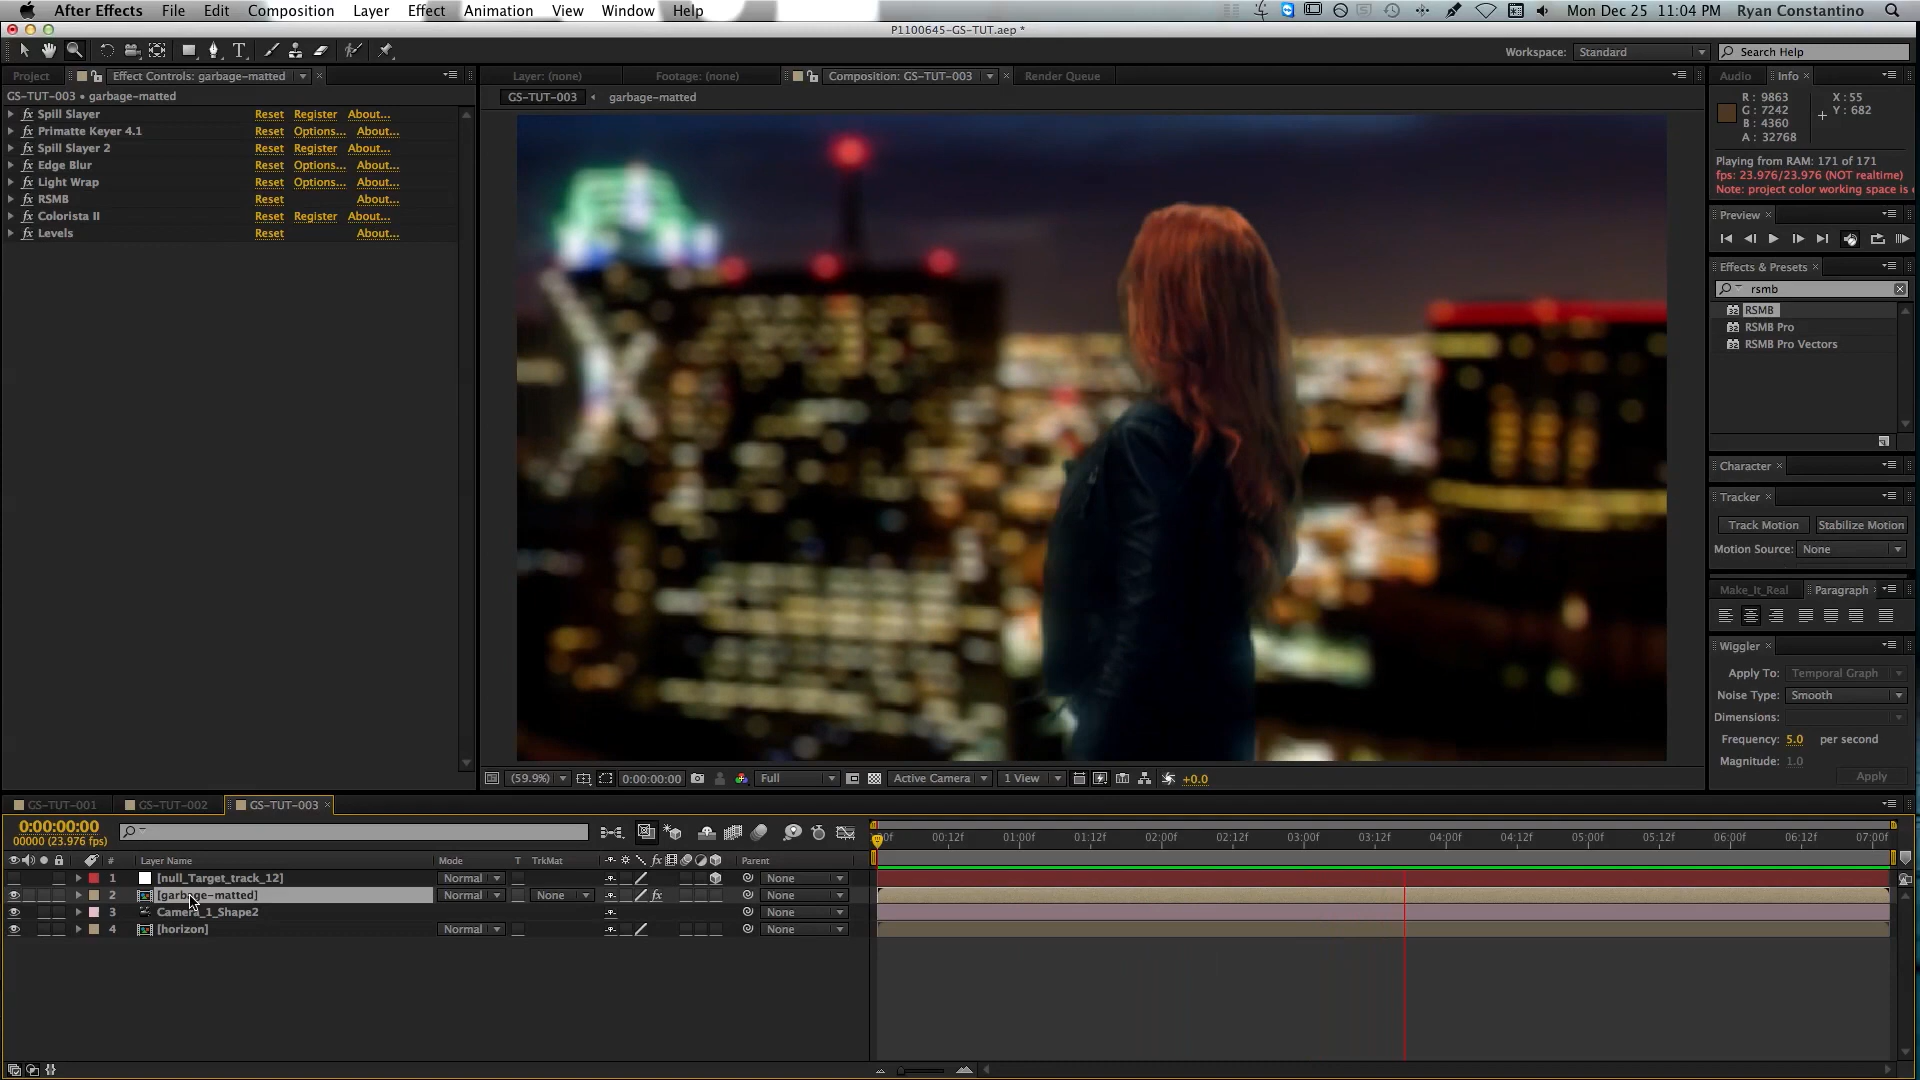 After Effects File Edit Composition Layer Effect Animation View Window Help Mon Dec 25 11:04 PM Ryan Constantino
P1100645-GS-TUT.aep *
T Workspace: Standard Search Help
Project Effect Controls: garbage-matted × Layer: (none) Footage: (none) Composition: GS-TUT-003 × Render Queue Audio Info ×
GS-TUT-003 • garbage-matted
GS-TUT-003 garbage-matted
fx Spill Slayer Reset Register About...
fx Primatte Keyer 4.1 Reset Options... About...
fx Spill Slayer 2 Reset Register About...
fx Edge Blur Reset Options... About...
fx Light Wrap Reset Options... About...
fx RSMB Reset About...
fx Colorista II Reset Register About...
fx Levels Reset About...
R : 9863 X : 55
G : 7242 Y : 682
B : 4360
A : 32768
Playing from RAM: 171 of 171
fps: 23.976/23.976 (NOT realtime)
Note: project color working space is
Preview ×
Effects & Presets ×
rsmb
RSMB
RSMB Pro
RSMB Pro Vectors
Character ×
Tracker ×
Track Motion Stabilize Motion
Motion Source: None
Make_It_Real Paragraph
Wiggler ×
Apply To: Temporal Graph
Noise Type: Smooth
Dimensions:
Frequency: 5.0 per second
Magnitude: 1.0
Apply
(59.9%) 0:00:00:00 Full Active Camera 1 View +0.0
GS-TUT-001 GS-TUT-002 GS-TUT-003 ×
0:00:00:00
00000 (23.976 fps)
00f 00:12f 01:00f 01:12f 02:00f 02:12f 03:00f 03:12f 04:00f 04:12f 05:00f 05:12f 06:00f 06:12f 07:00f
# Layer Name Mode T TrkMat fx Parent
1 [null_Target_track_12] Normal None
2 [garbage-matted] Normal None fx None
3 Camera_1_Shape2 None
4 [horizon] Normal None